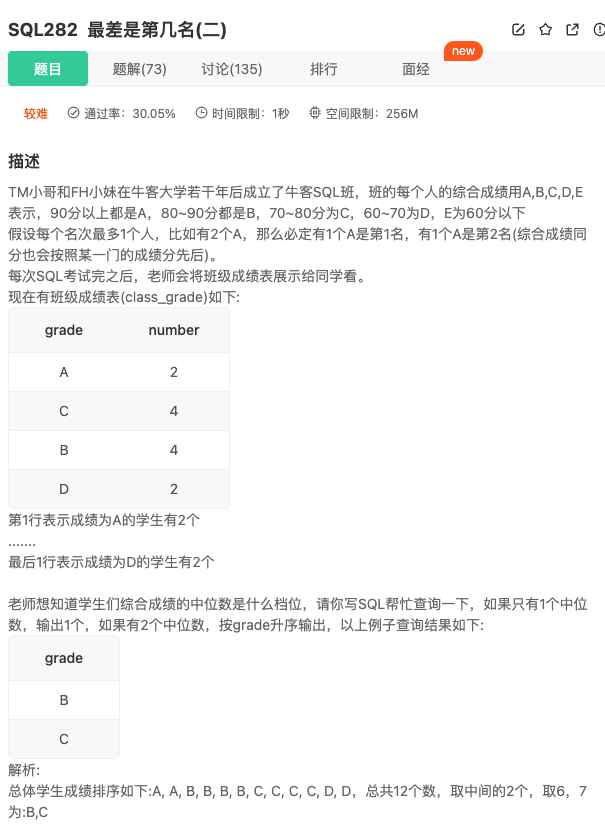 SQL282 最差是第几名(二)
new
题目 题解(73) 讨论(135) 排行 面经
较难 通过率：30.05% 时间限制：1秒 空间限制：256M
描述
TM小哥和FH小妹在牛客大学若干年后成立了牛客SQL班，班的每个人的综合成绩用A,B,C,D,E
表示，90分以上都是A，80~90分都是B，70~80分为C，60~70为D，E为60分以下
假设每个名次最多1个人，比如有2个A，那么必定有1个A是第1名，有1个A是第2名(综合成绩同
分也会按照某一门的成绩分先后)。
每次SQL考试完之后，老师会将班级成绩表展示给同学看。
现在有班级成绩表(class_grade)如下:
grade number
A 2
C 4
B 4
D 2
第1行表示成绩为A的学生有2个
.......
最后1行表示成绩为D的学生有2个
老师想知道学生们综合成绩的中位数是什么档位，请你写SQL帮忙查询一下，如果只有1个中位
数，输出1个，如果有2个中位数，按grade升序输出，以上例子查询结果如下:
grade
B
C
解析:
总体学生成绩排序如下:A, A, B, B, B, B, C, C, C, C, D, D，总共12个数，取中间的2个，取6，7
为:B,C